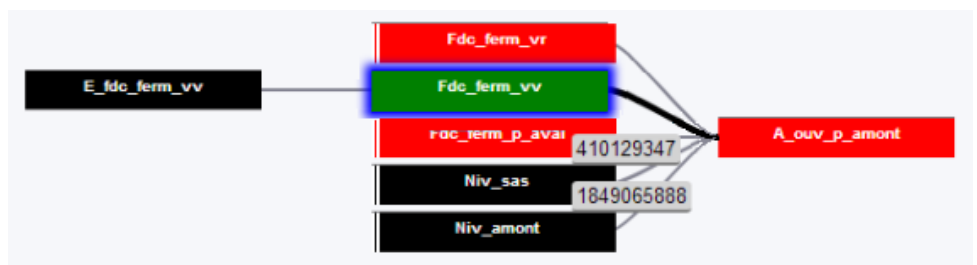 Fdc_ferm_vr
E_fdc_ferm_vv
Fdc_ferm_vv
Fdc_ferm_p_aval
A_ouv_p_amont
410129347
Niv_sas
1849065888
Niv_amont